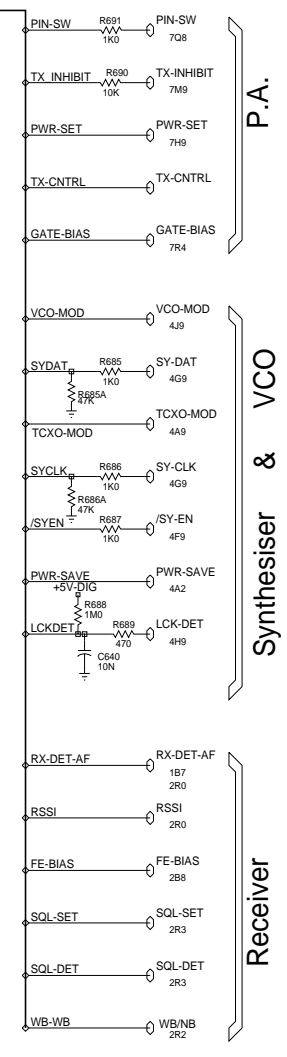 PIN-SW R691 PIN-SW
1K0 7Q8
TX_INHIBIT R690 TX-INHIBIT
10K 7M9
PWR-SET PWR-SET
7H9
TX-CNTRL TX-CNTRL
GATE-BIAS GATE-BIAS
7R4
P.A.
VCO-MOD VCO-MOD
4J9
SYDAT R685 SY-DAT
1K0 4G9
R685A
47K
TCXO-MOD
TCXO-MOD 4A9
SYCLK R686 SY-CLK
1K0 4G9
R686A
47K
/SYEN R687 /SY-EN
1K0 4F9
PWR-SAVE PWR-SAVE
+5V-DIG 4A2
R688
1M0
LCKDET R689 LCK-DET
470 4H9
C640
10N
Synthesiser & VCO
RX-DET-AF RX-DET-AF
1B7
2R0
RSSI RSSI
2R0
FE-BIAS FE-BIAS
2B8
SQL-SET SQL-SET
2R3
SQL-DET SQL-DET
2R3
WB-WB WB/NB
2R2
Receiver